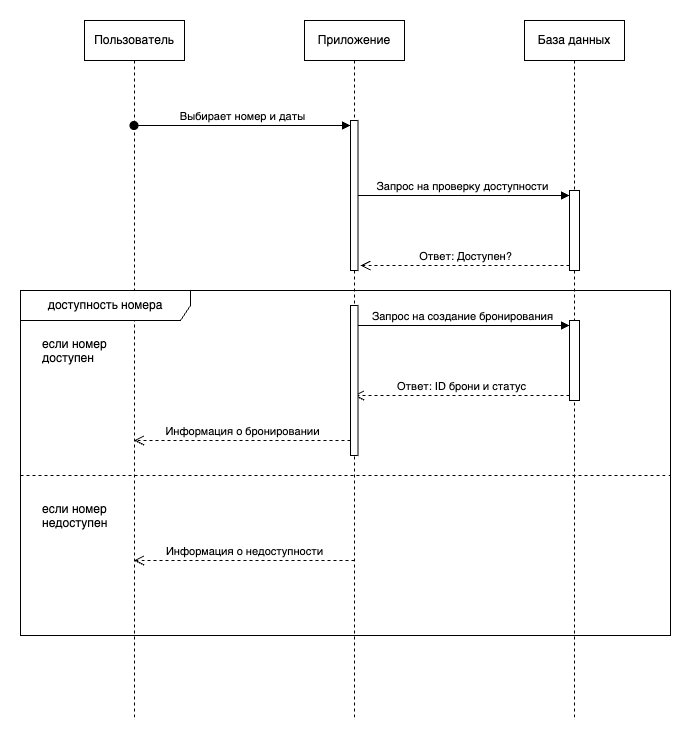 Пользователь
Приложение
База данных
Выбирает номер и даты
Запрос на проверку доступности
Ответ: Доступен?
доступность номера
Запрос на создание бронирования
если номер
доступен
Ответ: ID брони и статус
Информация о бронировании
если номер
недоступен
Информация о недоступности